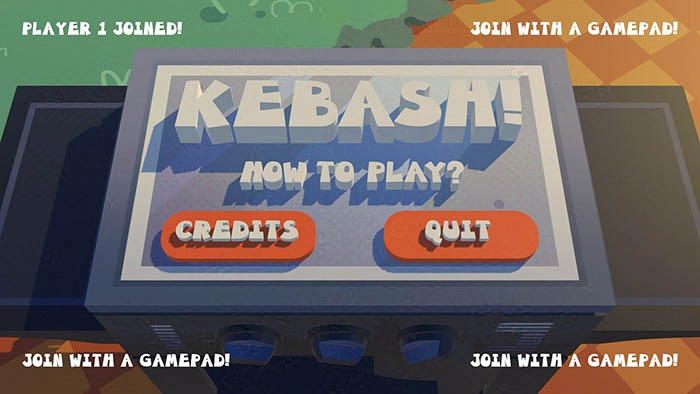 PLAYER 1 JOINED!
JOIN WITH A GAMEPAD!
KEBASH!
HOW TO PLAY?
CREDITS
QUIT
JOIN WITH A GAMEPAD!
JOIN WITH A GAMEPAD!